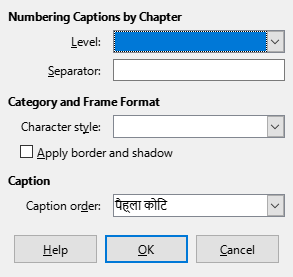 Numbering Captions by Chapter
Level:
Separator:
Category and Frame Format
Character style:
Apply border and shadow
Caption
Caption order: पैह्ला कोटि
Help OK Cancel